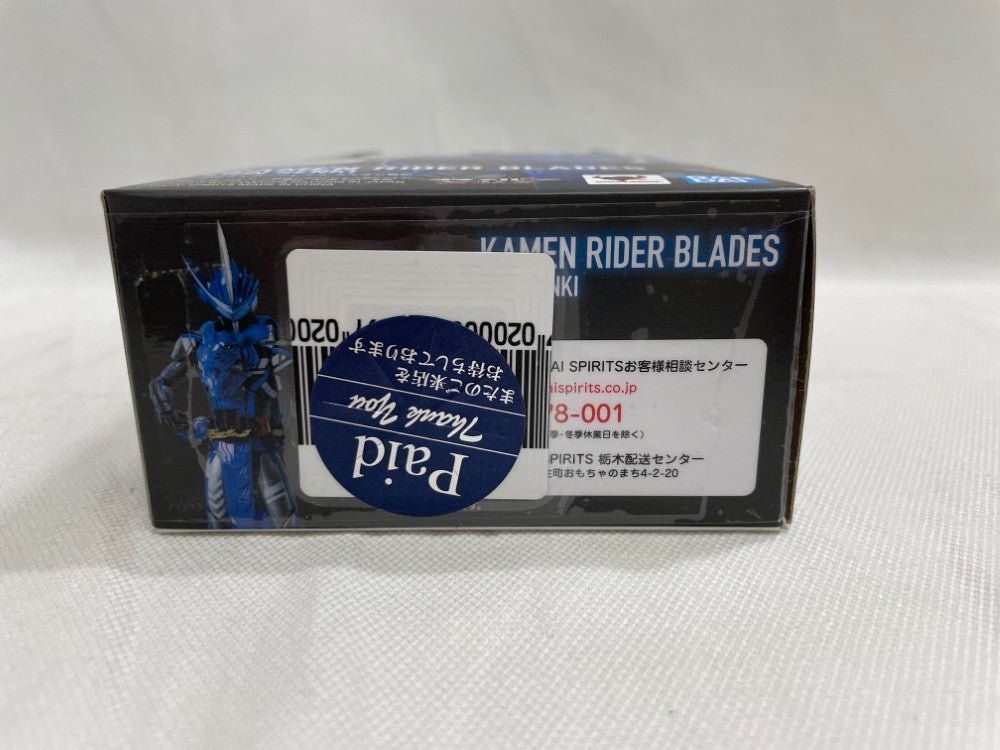 RIDER BLADES
KAMEN RIDER BLADES
NKI
AI SPIRITSお客様相談センター
aispirits.co.jp
78-001
季・冬季休業日を除く）
SPIRITS 栃木配送センター
生町おもちゃのまち4-2-20
Paid
Thank You
またのご来店を
お待ちしております